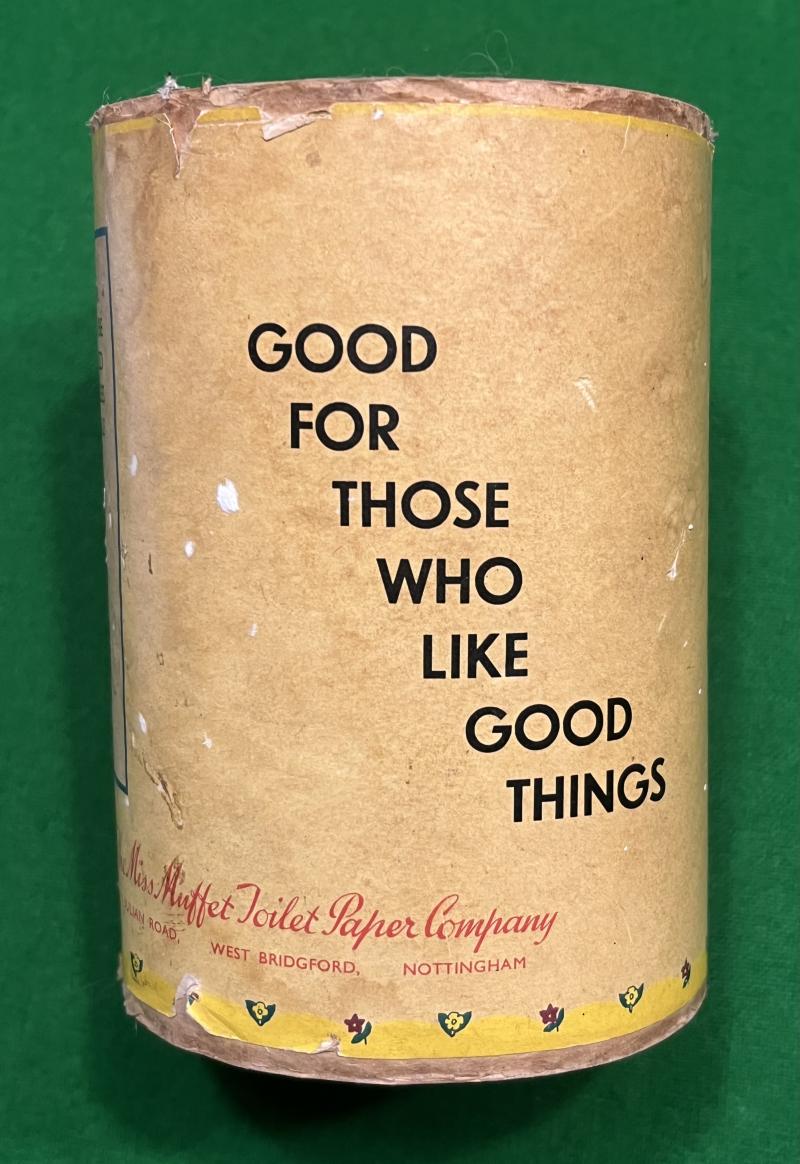 GOOD
FOR
THOSE
WHO
LIKE
GOOD
THINGS
Miss Muffet Toilet Paper Company
ROAD,
WEST BRIDGFORD, NOTTINGHAM